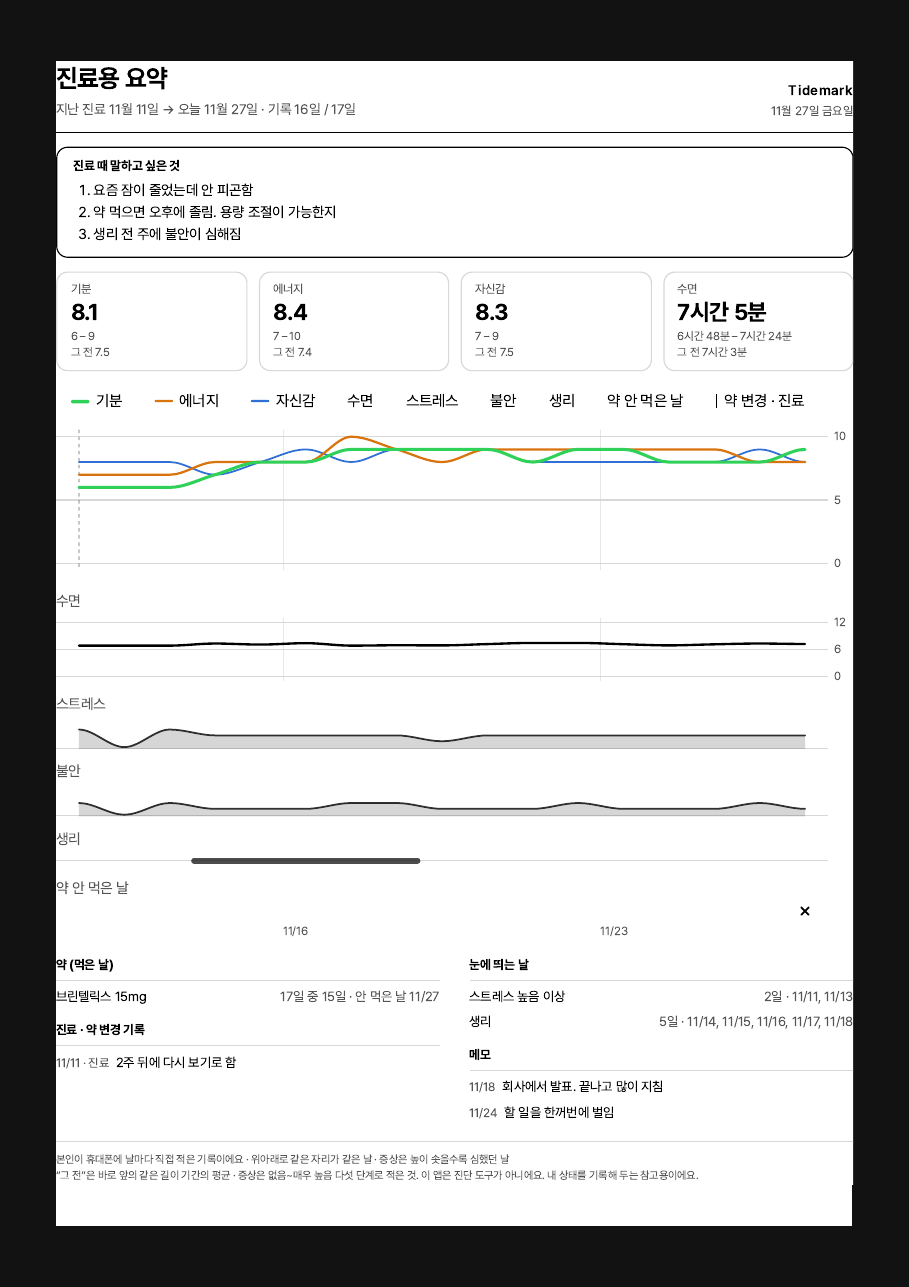 진료용 요약
Tidemark
지난 진료 11월 11일 → 오늘 11월 27일 · 기록 16일 / 17일
11월 27일 금요일
진료 때 말하고 싶은 것
1. 요즘 잠이 줄었는데 안 피곤함
2. 약 먹으면 오후에 졸림. 용량 조절이 가능한지
3. 생리 전 주에 불안이 심해짐
기분
8.1
6 – 9
그 전 7.5
에너지
8.4
7 – 10
그 전 7.4
자신감
8.3
7 – 9
그 전 7.5
수면
7시간 5분
6시간 48분 – 7시간 24분
그 전 7시간 3분
기분 에너지 자신감 수면 스트레스 불안 생리 약 안 먹은 날 약 변경 · 진료
10
5
0
수면
12
6
0
스트레스
불안
생리
약 안 먹은 날
×
11/16 11/23
약 (먹은 날)
브린텔릭스 15mg 17일 중 15일 · 안 먹은 날 11/27
진료 · 약 변경 기록
11/11 · 진료 2주 뒤에 다시 보기로 함
눈에 띄는 날
스트레스 높음 이상 2일 · 11/11, 11/13
생리 5일 · 11/14, 11/15, 11/16, 11/17, 11/18
메모
11/18 회사에서 발표. 끝나고 많이 지침
11/24 할 일을 한꺼번에 벌임
본인이 휴대폰에 날마다 직접 적은 기록이에요 · 위아래로 같은 자리가 같은 날 · 증상은 높이 솟을수록 심했던 날
"그 전"은 바로 앞의 같은 길이 기간의 평균 · 증상은 없음~매우 높음 다섯 단계로 적은 것. 이 앱은 진단 도구가 아니에요. 내 상태를 기록해 두는 참고용이에요.